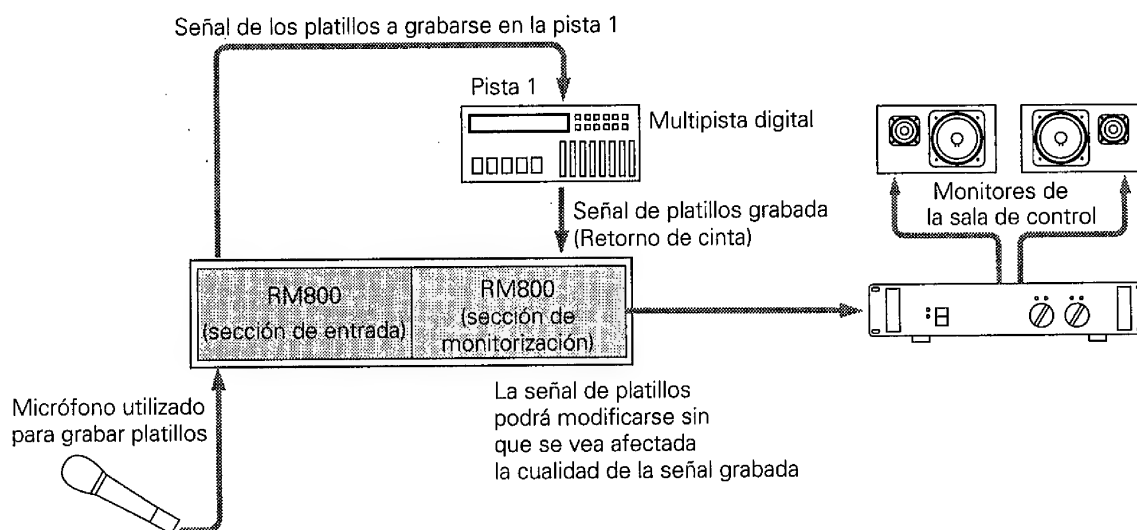 Señal de los platillos a grabarse en la pista 1
Pista 1
Multipista digital
Señal de platillos grabada
(Retorno de cinta)
Monitores de
la sala de control
RM800
(sección de entrada)
RM800
(sección de
monitorización)
La señal de platillos
podrá modificarse sin
que se vea afectada
la cualidad de la señal grabada
Micrófono utilizado
para grabar platillos